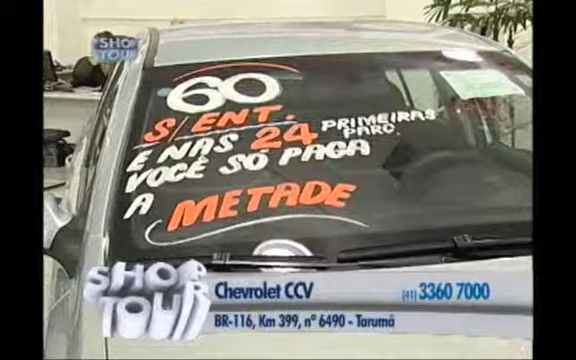 SHOP
TOUR
60
S/ ENT.
E NAS 24 PRIMEIRAS
PARC.
VOCÊ SÓ PAGA
A METADE
SHOP
TOUR
Chevrolet CCV
(41) 3360 7000
BR-116, Km 399, nº 6490 - Tarumã